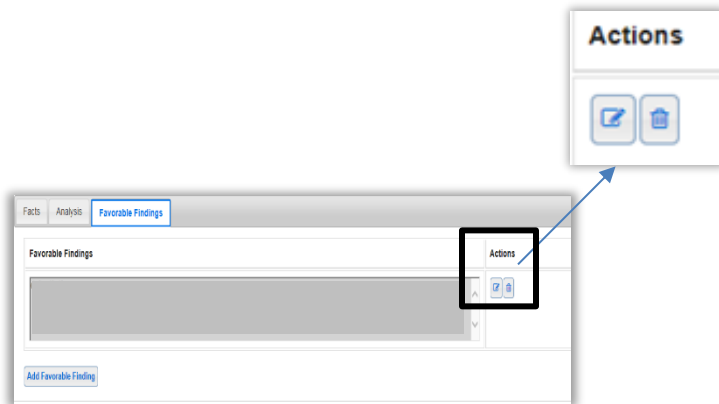 Actions
Facts Analysis Favorable Findings
Favorable Findings Actions
Add Favorable Finding